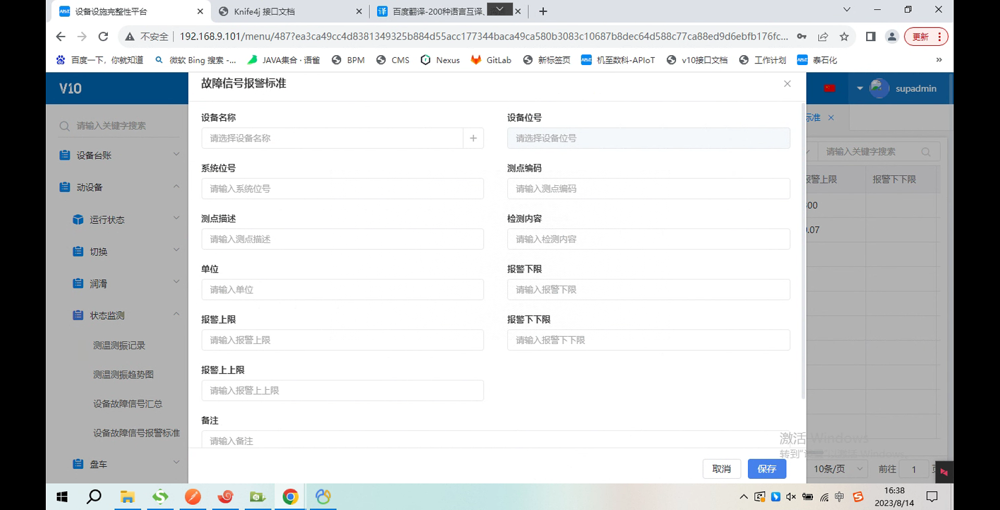 设备设施完整性平台
Knife4j 接口文档
百度翻译-200种语言互译、
不安全
192.168.9.101/menu/487?ea3ca49cc4d8381349325b884d55acc177344baca49ca580b3083c10687b8dec64d588c77ca88ed9d6ebfb176fc...
更新
百度一下，你就知道
微软 Bing 搜索 -...
JAVA集合 · 语雀
BPM
CMS
Nexus
GitLab
新标签页
机至数科-APIoT
v10接口文档
工作计划
泰石化
»
V10
故障信号报警标准
supadmin
请输入关键字搜索
标准
设备名称
设备位号
请选择设备名称
请选择设备位号
请输入关键字搜索
设备台账
系统位号
测点编码
报警上限
报警下下限
动设备
请输入系统位号
请输入测点编码
00
运行状态
测点描述
检测内容
.07
请输入测点描述
请输入检测内容
切换
单位
报警下限
润滑
请输入单位
请输入报警下限
状态监测
报警上限
报警下下限
测温测振记录
请输入报警上限
请输入报警下下限
测温测振趋势图
报警上上限
请输入报警上上限
设备故障信号汇总
备注
设备故障信号报警标准
请输入备注
激活 Windows
转到"设置"以激活 Windows。
盘车
取消
保存
10条/页
前往
1
页
中
16:38
2023/8/14